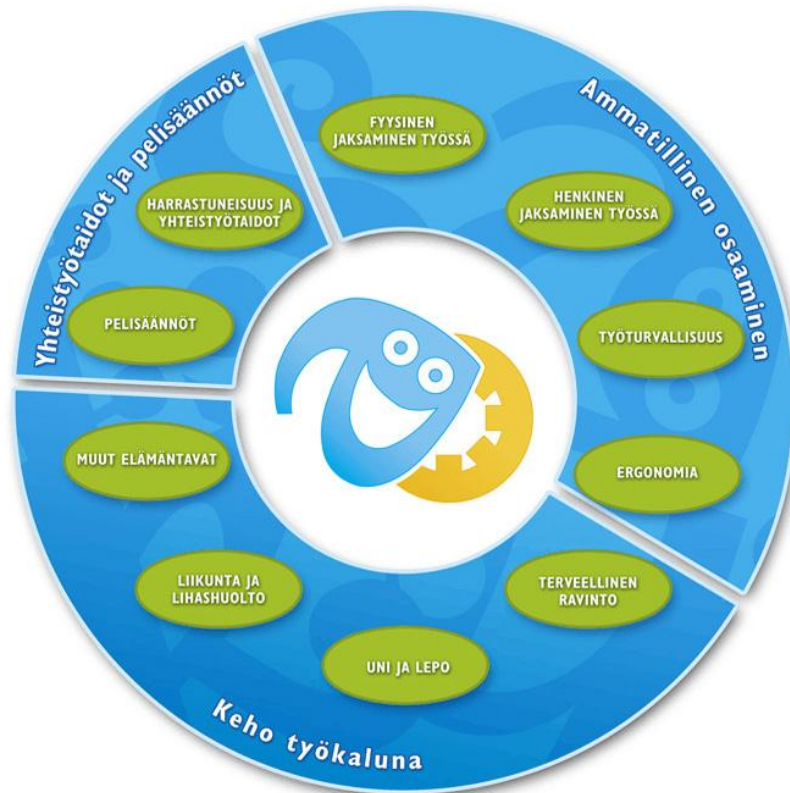 Yhteistyötaidot ja pelisäännöt
HARRASTUNEISUUS JA
YHTEISTYÖTAIDOT
PELISÄÄNNÖT
Ammatillinen osaaminen
FYYSINEN
JAKSAMINEN TYÖSSÄ
HENKINEN
JAKSAMINEN TYÖSSÄ
TYÖTURVALLISUUS
ERGONOMIA
Keho työkaluna
TERVEELLINEN
RAVINTO
UNI JA LEPO
LIIKUNTA JA
LIHASHUOLTO
MUUT ELÄMÄNTAVAT